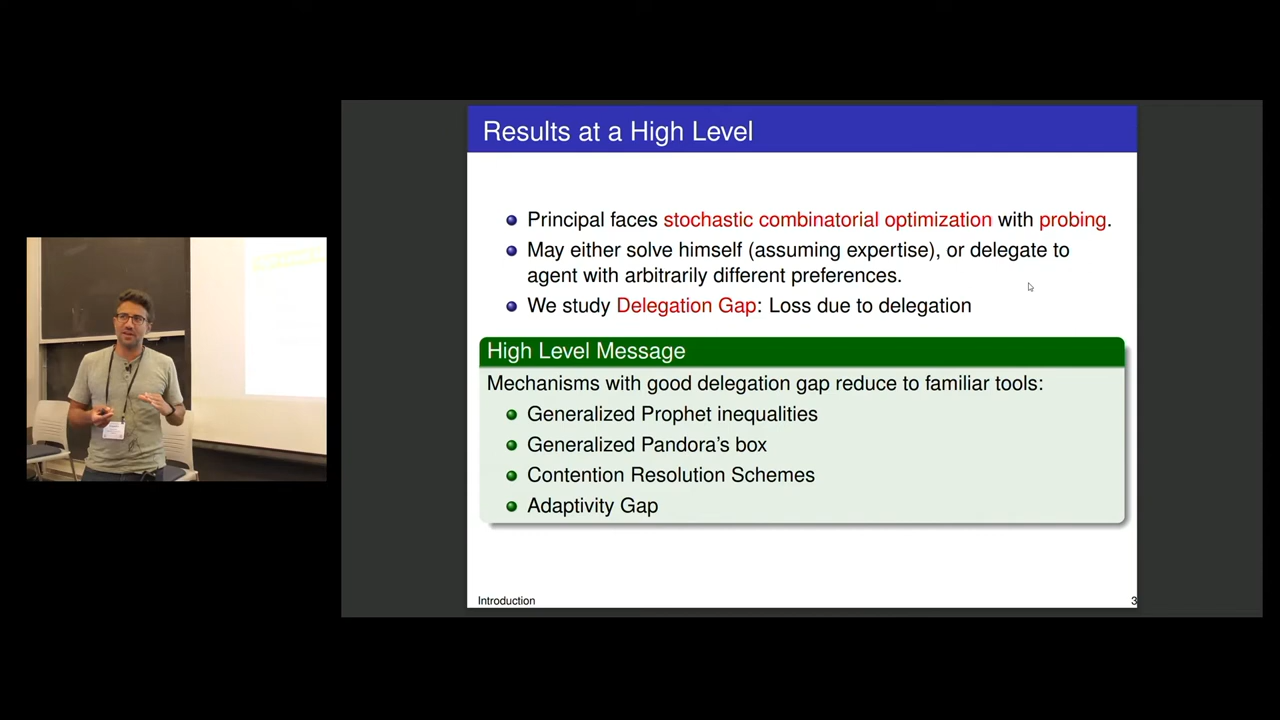 Results at a High Level
Principal faces stochastic combinatorial optimization with probing.
May either solve himself (assuming expertise), or delegate to
agent with arbitrarily different preferences.
We study Delegation Gap: Loss due to delegation
High Level Message
Mechanisms with good delegation gap reduce to familiar tools:
Generalized Prophet inequalities
Generalized Pandora's box
Contention Resolution Schemes
Adaptivity Gap
Introduction
3